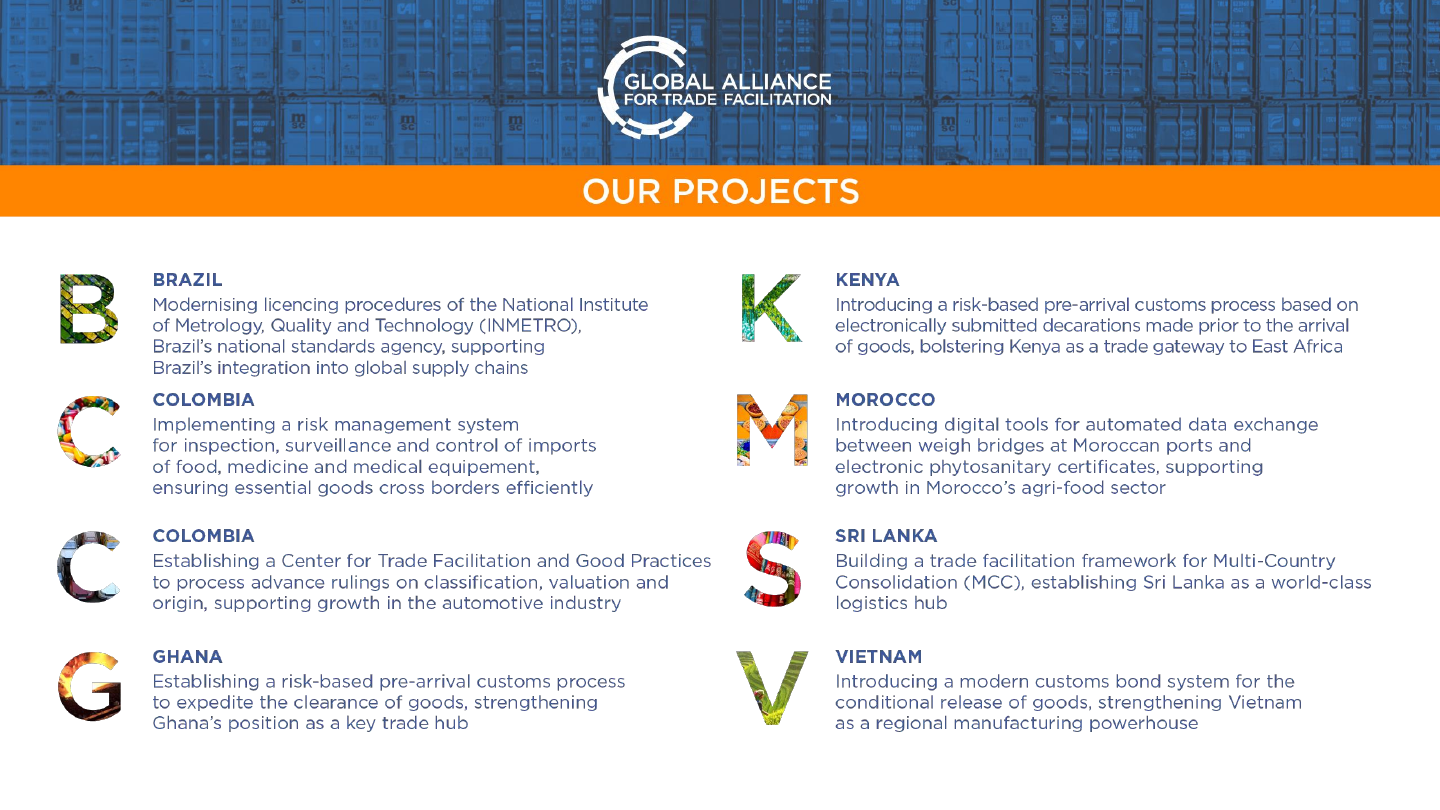 GLOBAL ALLIANCE
FOR TRADE FACILITATION
OUR PROJECTS
B
BRAZIL
Modernising licencing procedures of the National Institute
of Metrology, Quality and Technology (INMETRO),
Brazil's national standards agency, supporting
Brazil's integration into global supply chains
C
COLOMBIA
Implementing a risk management system
for inspection, surveillance and control of imports
of food, medicine and medical equipement,
ensuring essential goods cross borders efficiently
C
COLOMBIA
Establishing a Center for Trade Facilitation and Good Practices
to process advance rulings on classification, valuation and
origin, supporting growth in the automotive industry
G
GHANA
Establishing a risk-based pre-arrival customs process
to expedite the clearance of goods, strengthening
Ghana's position as a key trade hub
K
KENYA
Introducing a risk-based pre-arrival customs process based on
electronically submitted decarations made prior to the arrival
of goods, bolstering Kenya as a trade gateway to East Africa
M
MOROCCO
Introducing digital tools for automated data exchange
between weigh bridges at Moroccan ports and
electronic phytosanitary certificates, supporting
growth in Morocco's agri-food sector
S
SRI LANKA
Building a trade facilitation framework for Multi-Country
Consolidation (MCC), establishing Sri Lanka as a world-class
logistics hub
V
VIETNAM
Introducing a modern customs bond system for the
conditional release of goods, strengthening Vietnam
as a regional manufacturing powerhouse